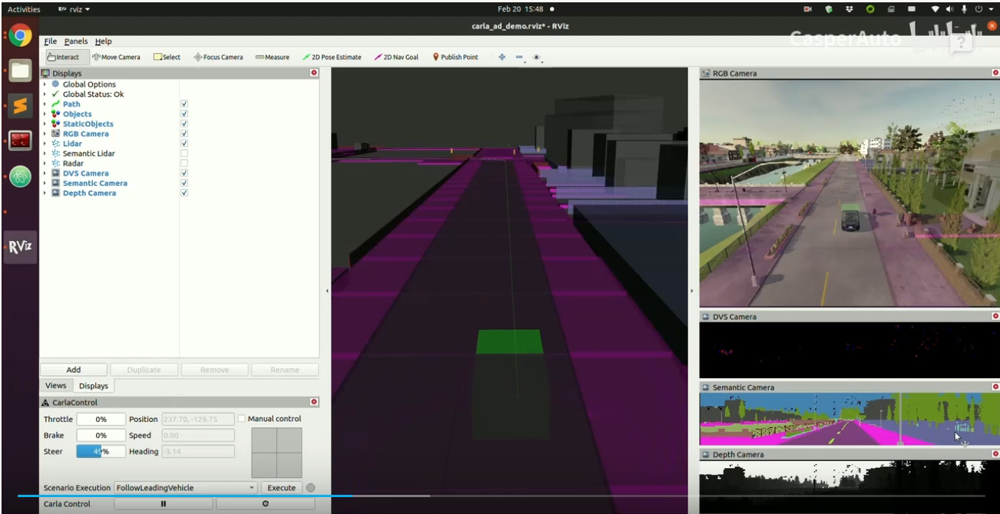 Activities
RViz rviz
Feb 20 15:48
carla_ad_demo.rviz* - RViz
CasperAuto
File Panels Help
Interact Move Camera Select Focus Camera Measure 2D Pose Estimate 2D Nav Goal Publish Point
Displays
Global Options
Global Status: Ok
Path
Objects
StaticObjects
RGB Camera
Lidar
Semantic Lidar
Radar
DVS Camera
Semantic Camera
Depth Camera
RViz
Add Duplicate Remove Rename
Views Displays
CarlaControl
Throttle 0% Position 237.70, -129.75 Manual control
Brake 0% Speed 0.00
Steer 49% Heading -3.14
Scenario Execution FollowLeadingVehicle Execute
Carla Control
RGB Camera
DVS Camera
Semantic Camera
Depth Camera